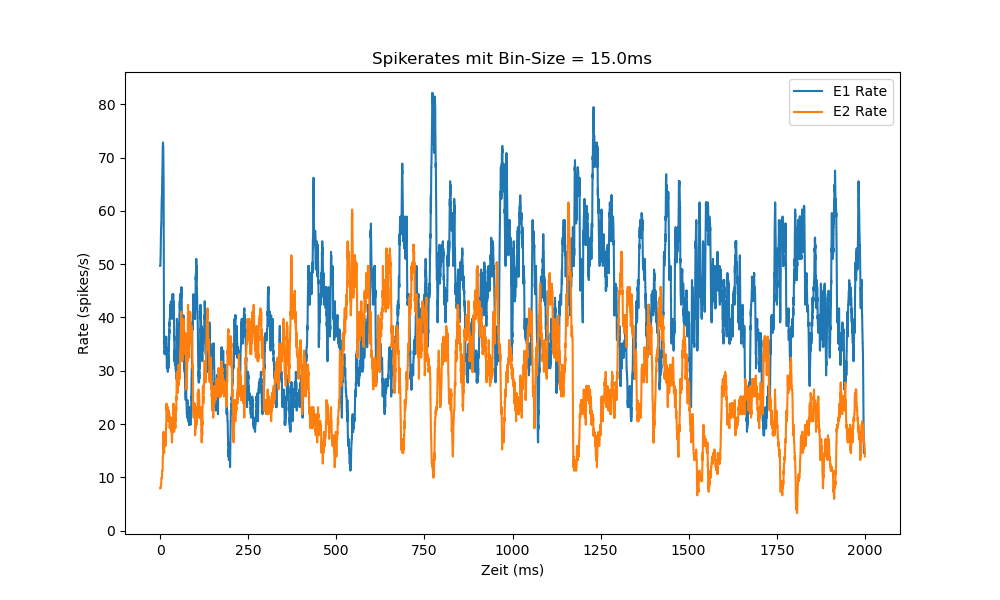 Spikerates mit Bin-Size = 15.0ms
E1 Rate
E2 Rate
Rate (spikes/s)
80
70
60
50
40
30
20
10
0
0 250 500 750 1000 1250 1500 1750 2000
Zeit (ms)